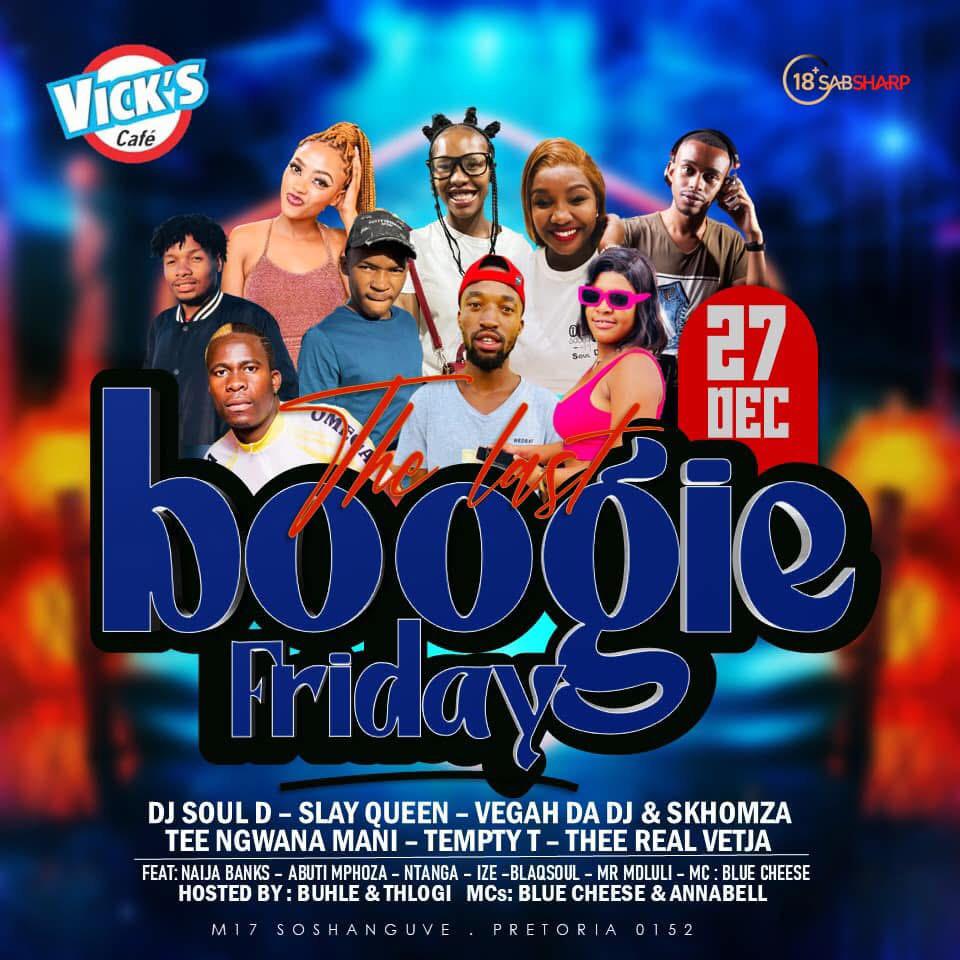 VICK'S
Café
18+ SABSHARP
27
DEC
The last
boogie
Friday
DJ SOUL D – SLAY QUEEN – VEGAH DA DJ & SKHOMZA
TEE NGWANA MANI – TEMPTY T – THEE REAL VETJA
FEAT: NAIJA BANKS – ABUTI MPHOZA – NTANGA – IZE –BLAQSOUL – MR MDLULI – MC : BLUE CHEESE
HOSTED BY : BUHLE & THLOGI MCs: BLUE CHEESE & ANNABELL
M17 SOSHANGUVE . PRETORIA 0152